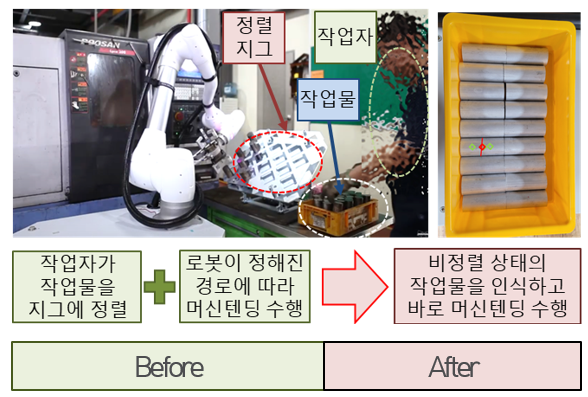 DOOSAN
정렬
지그
작업자
작업물
작업자가
작업물을
지그에 정렬
로봇이 정해진
경로에 따라
머신텐딩 수행
비정렬 상태의
작업물을 인식하고
바로 머신텐딩 수행
Before
After